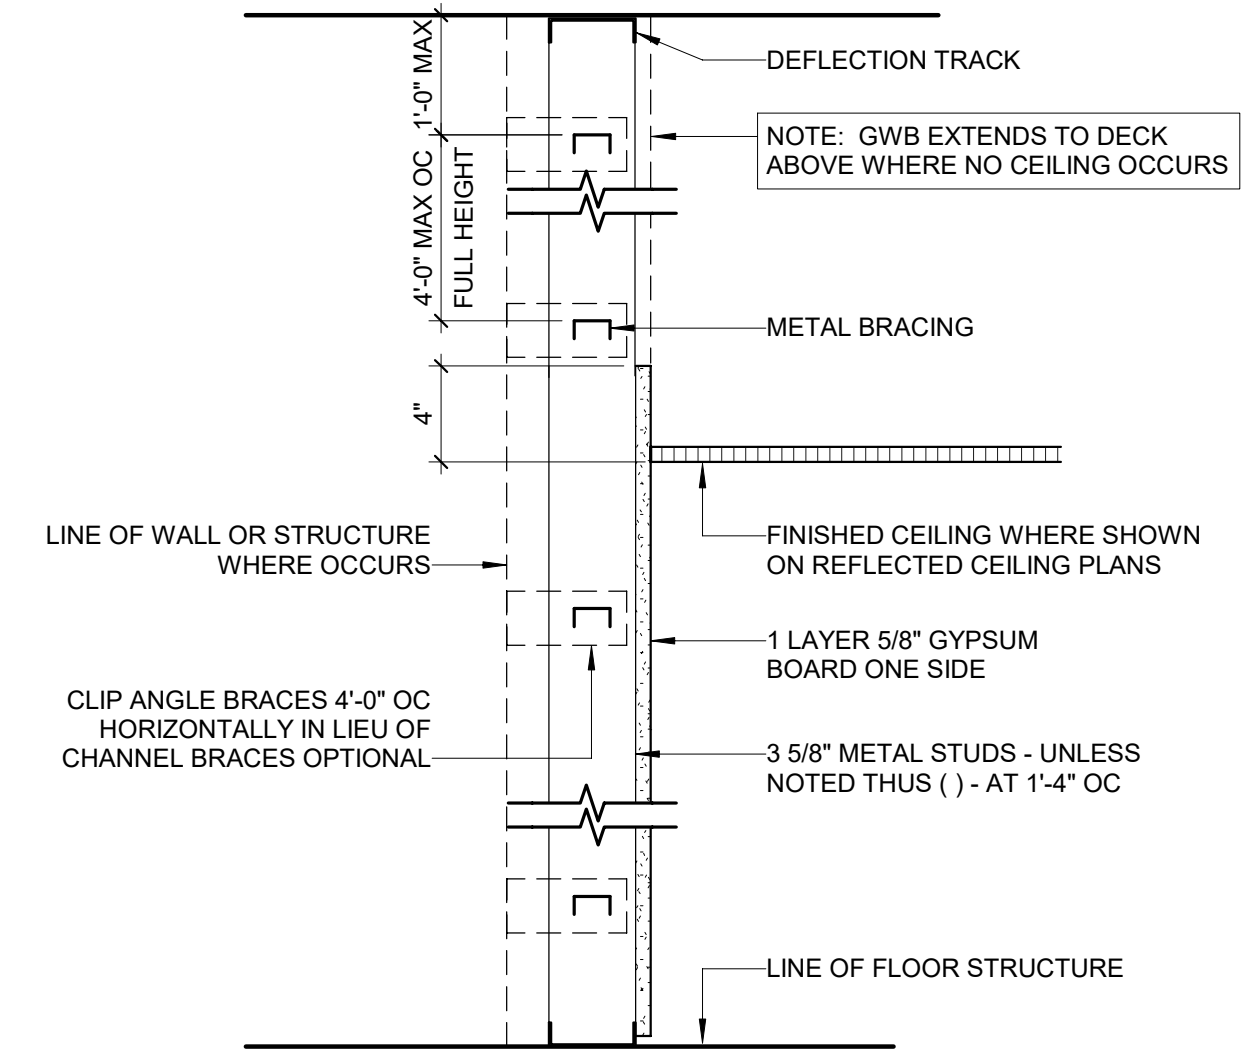 1'-0" MAX
DEFLECTION TRACK
NOTE:  GWB EXTENDS TO DECK
ABOVE WHERE NO CEILING OCCURS
4'-0" MAX OC
FULL HEIGHT
METAL BRACING
4"
LINE OF WALL OR STRUCTURE
WHERE OCCURS
FINISHED CEILING WHERE SHOWN
ON REFLECTED CEILING PLANS
1 LAYER 5/8" GYPSUM
BOARD ONE SIDE
CLIP ANGLE BRACES 4'-0" OC
HORIZONTALLY IN LIEU OF
CHANNEL BRACES OPTIONAL
3 5/8" METAL STUDS - UNLESS
NOTED THUS ( ) - AT 1'-4" OC
LINE OF FLOOR STRUCTURE